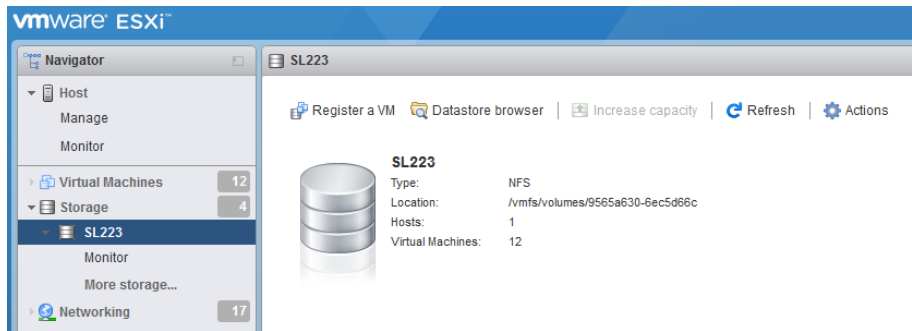 vmware ESXi™
Navigator
SL223
Host
Manage
Monitor
Virtual Machines 12
Storage 4
SL223
Monitor
More storage...
Networking 17
Register a VM Datastore browser Increase capacity Refresh Actions
SL223
Type: NFS
Location: /vmfs/volumes/9565a630-6ec5d66c
Hosts: 1
Virtual Machines: 12